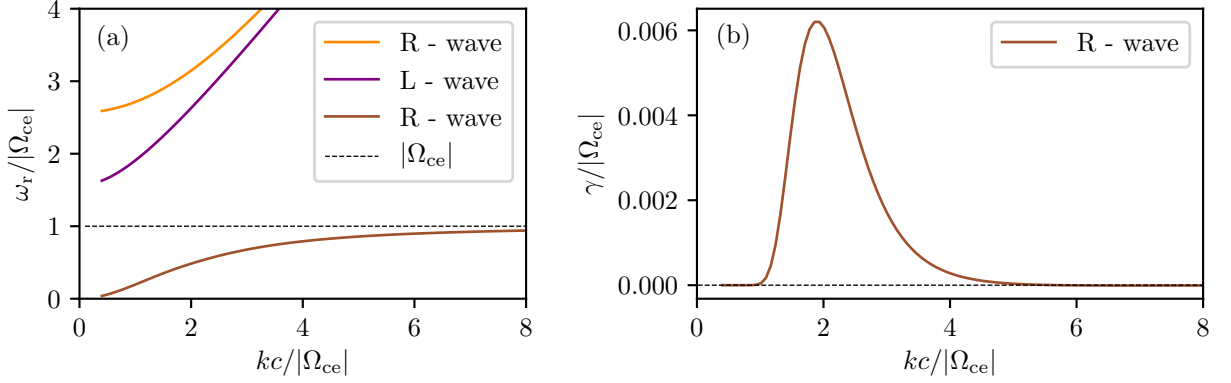 (a)
R - wave
L - wave
R - wave
|Ω_ce|
ω_r/|Ω_ce|
4
3
2
1
0
0
2
4
6
8
kc/|Ω_ce|
(b)
R - wave
γ/|Ω_ce|
0.006
0.004
0.002
0.000
0
2
4
6
8
kc/|Ω_ce|